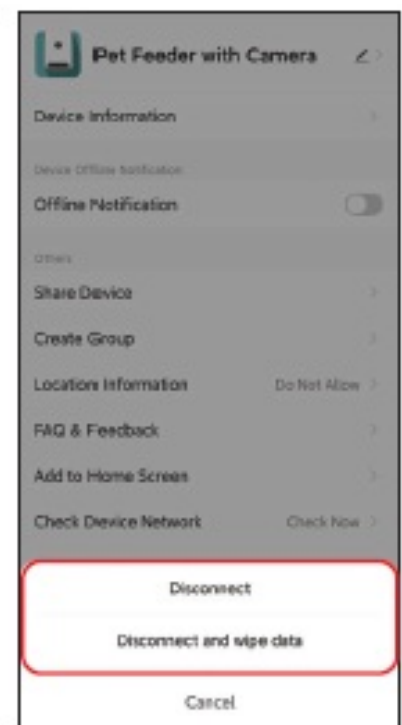 Pet Feeder with Camera
Device Information
Device Offline Notification
Offline Notification
Others
Share Device
Create Group
Location Information Do Not Allow
FAQ & Feedback
Add to Home Screen
Check Device Network Check Now
Disconnect
Disconnect and wipe data
Cancel